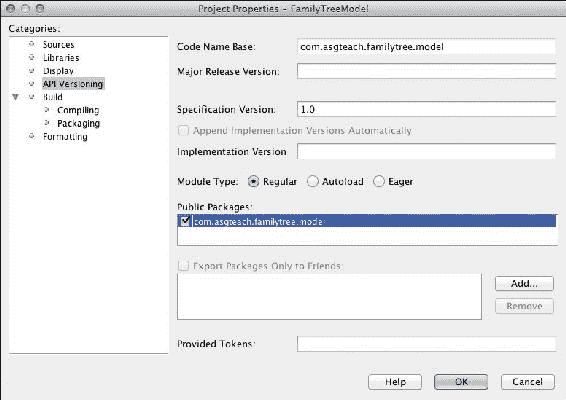 Project Properties - FamilyTreeModel
Categories:
Sources
Libraries
Display
API Versioning
Build
Compiling
Packaging
Formatting
Code Name Base: com.asgteach.familytree.model
Major Release Version:
Specification Version: 1.0
Append Implementation Versions Automatically
Implementation Version
Module Type: Regular Autoload Eager
Public Packages:
com.asgteach.familytree.model
Export Packages Only to Friends:
Add...
Remove
Provided Tokens:
Help OK Cancel